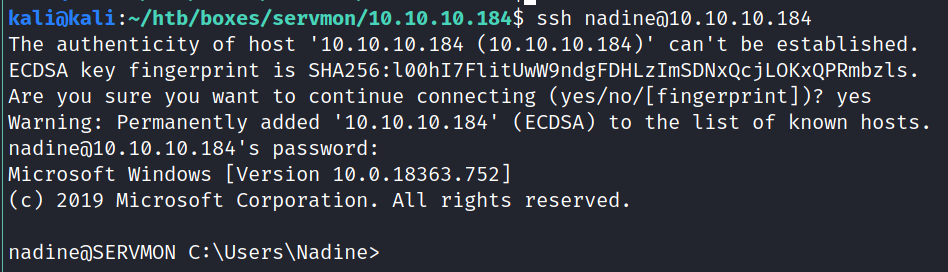 kali@kali:~/htb/boxes/servmon/10.10.10.184$ ssh nadine@10.10.10.184
The authenticity of host '10.10.10.184 (10.10.10.184)' can't be established.
ECDSA key fingerprint is SHA256:l00hI7FlitUwW9ndgFDHLzImSDNxQcjLOKxQPRmbzls.
Are you sure you want to continue connecting (yes/no/[fingerprint])? yes
Warning: Permanently added '10.10.10.184' (ECDSA) to the list of known hosts.
nadine@10.10.10.184's password:
Microsoft Windows [Version 10.0.18363.752]
(c) 2019 Microsoft Corporation. All rights reserved.
nadine@SERVMON C:\Users\Nadine>